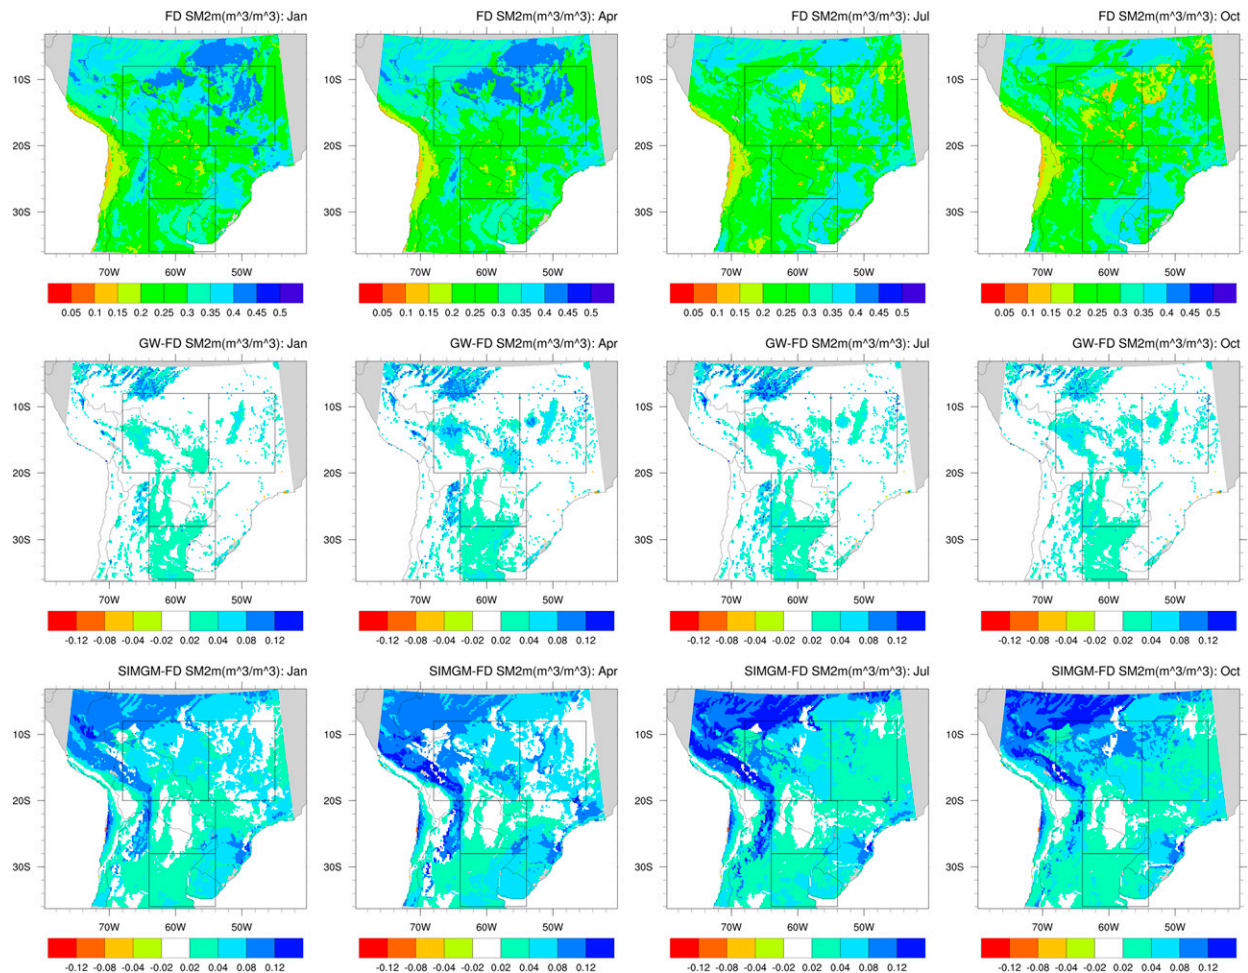 FD SM2m(m^3/m^3): Jan
FD SM2m(m^3/m^3): Apr
FD SM2m(m^3/m^3): Jul
FD SM2m(m^3/m^3): Oct
10S 10S 10S 10S
20S 20S 20S 20S
30S 30S 30S 30S
70W 60W 50W 70W 60W 50W 70W 60W 50W 70W 60W 50W
0.05 0.1 0.15 0.2 0.25 0.3 0.35 0.4 0.45 0.5
0.05 0.1 0.15 0.2 0.25 0.3 0.35 0.4 0.45 0.5
0.05 0.1 0.15 0.2 0.25 0.3 0.35 0.4 0.45 0.5
0.05 0.1 0.15 0.2 0.25 0.3 0.35 0.4 0.45 0.5
GW-FD SM2m(m^3/m^3): Jan
GW-FD SM2m(m^3/m^3): Apr
GW-FD SM2m(m^3/m^3): Jul
GW-FD SM2m(m^3/m^3): Oct
10S 10S 10S 10S
20S 20S 20S 20S
30S 30S 30S 30S
70W 60W 50W 70W 60W 50W 70W 60W 50W 70W 60W 50W
-0.12 -0.08 -0.04 -0.02 0.02 0.04 0.08 0.12
-0.12 -0.08 -0.04 -0.02 0.02 0.04 0.08 0.12
-0.12 -0.08 -0.04 -0.02 0.02 0.04 0.08 0.12
-0.12 -0.08 -0.04 -0.02 0.02 0.04 0.08 0.12
SIMGM-FD SM2m(m^3/m^3): Jan
SIMGM-FD SM2m(m^3/m^3): Apr
SIMGM-FD SM2m(m^3/m^3): Jul
SIMGM-FD SM2m(m^3/m^3): Oct
10S 10S 10S 10S
20S 20S 20S 20S
30S 30S 30S 30S
70W 60W 50W 70W 60W 50W 70W 60W 50W 70W 60W 50W
-0.12 -0.08 -0.04 -0.02 0.02 0.04 0.08 0.12
-0.12 -0.08 -0.04 -0.02 0.02 0.04 0.08 0.12
-0.12 -0.08 -0.04 -0.02 0.02 0.04 0.08 0.12
-0.12 -0.08 -0.04 -0.02 0.02 0.04 0.08 0.12